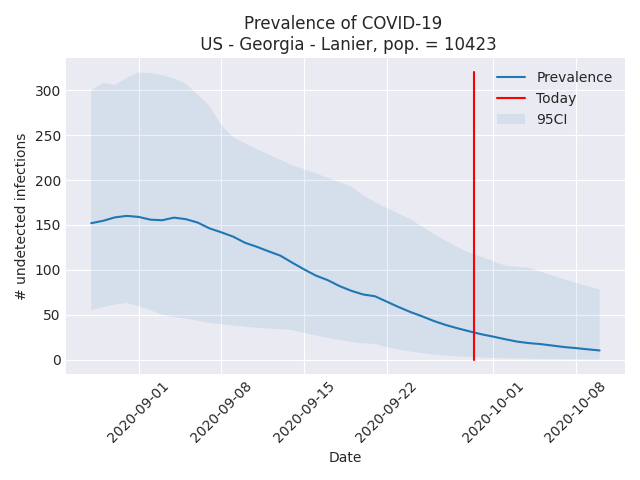 Prevalence of COVID-19
US - Georgia - Lanier, pop. = 10423
Prevalence
Today
95CI
# undetected infections
300
250
200
150
100
50
0
2020-09-01
2020-09-08
2020-09-15
2020-09-22
2020-10-01
2020-10-08
Date